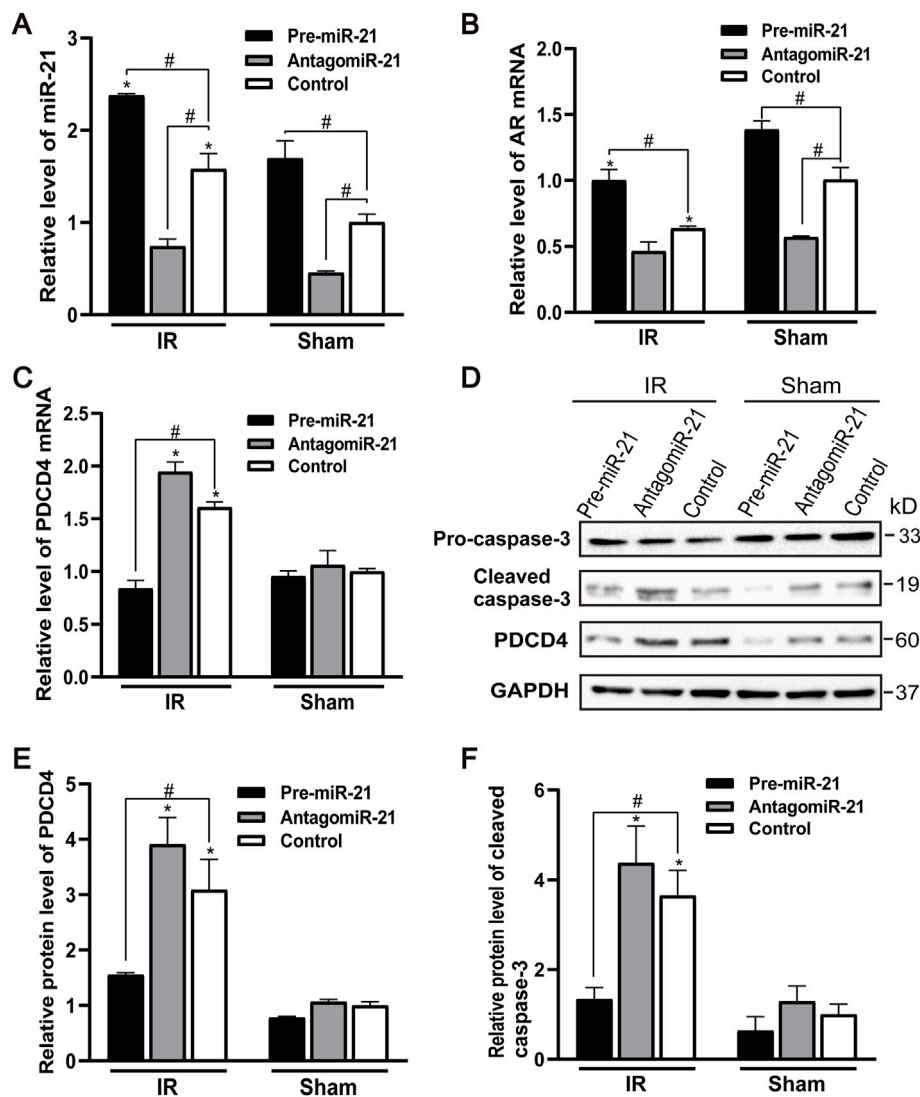 A
Relative level of miR-21
3
2
1
0
Pre-miR-21
AntagomiR-21
Control
#
*
#
*
#
#
IR
Sham
B
Relative level of AR mRNA
2.0
1.5
1.0
0.5
0.0
Pre-miR-21
AntagomiR-21
Control
#
*
*
#
#
IR
Sham
C
Relative level of PDCD4 mRNA
2.5
2.0
1.5
1.0
0.5
0.0
Pre-miR-21
AntagomiR-21
Control
#
*
*
IR
Sham
D
IR
Sham
Pre-miR-21
AntagomiR-21
Control
Pre-miR-21
AntagomiR-21
Control
kD
Pro-caspase-3
33
Cleaved
caspase-3
19
PDCD4
60
GAPDH
37
E
Relative protein level of PDCD4
5
4
3
2
1
0
Pre-miR-21
AntagomiR-21
Control
#
*
*
IR
Sham
F
Relative protein level of cleaved
caspase-3
6
4
2
0
Pre-miR-21
AntagomiR-21
Control
#
*
*
IR
Sham